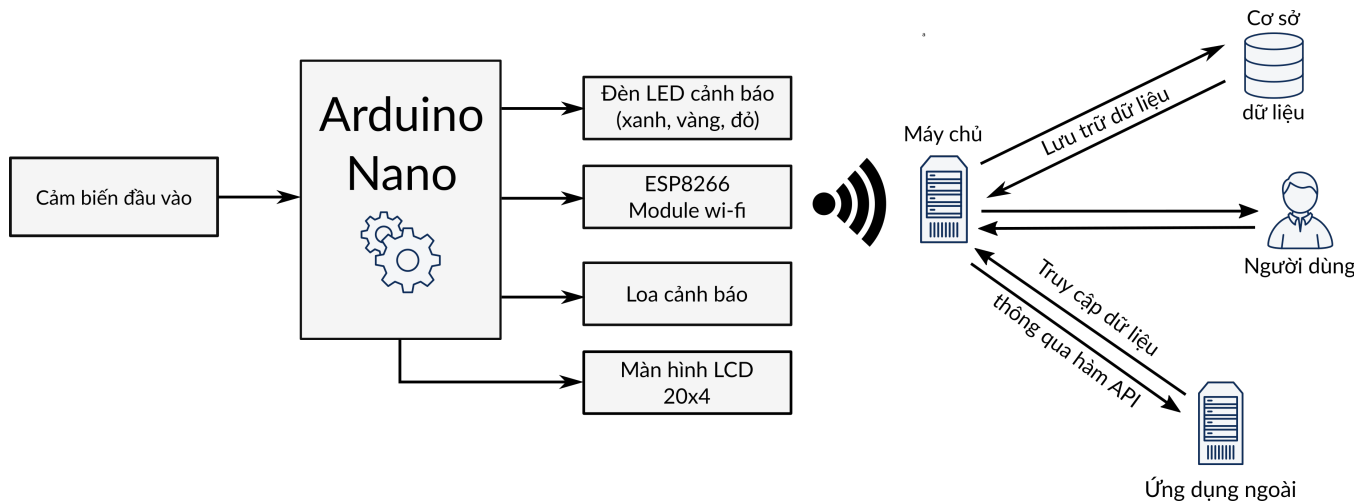 Cảm biến đầu vào
Arduino
Nano
Đèn LED cảnh báo
(xanh, vàng, đỏ)
ESP8266
Module wi-fi
Loa cảnh báo
Màn hình LCD
20x4
Máy chủ
Cơ sở
dữ liệu
Lưu trữ dữ liệu
Người dùng
Truy cập dữ liệu
thông qua hàm API
Ứng dụng ngoài